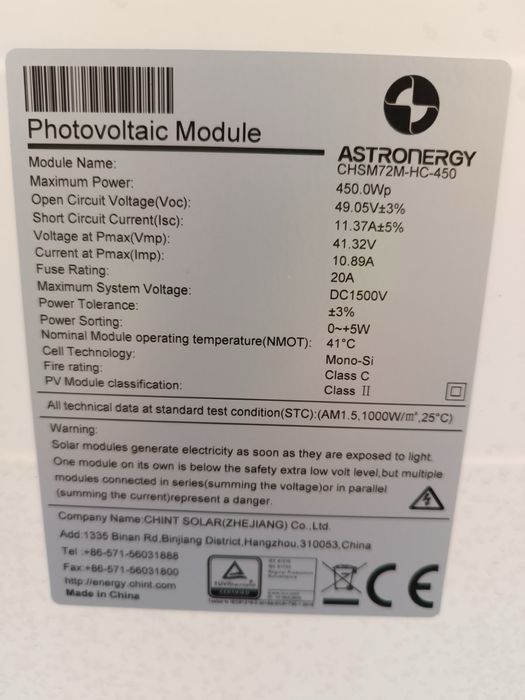 Photovoltaic Module
ASTRONERGY
Module Name: CHSM72M-HC-450
Maximum Power: 450.0Wp
Open Circuit Voltage(Voc): 49.05V±3%
Short Circuit Current(Isc): 11.37A±5%
Voltage at Pmax(Vmp): 41.32V
Current at Pmax(Imp): 10.89A
Fuse Rating: 20A
Maximum System Voltage: DC1500V
Power Tolerance: ±3%
Power Sorting: 0~+5W
Nominal Module operating temperature(NMOT): 41°C
Cell Technology: Mono-Si
Fire rating: Class C
PV Module classification: Class II
All technical data at standard test condition(STC):(AM1.5,1000W/m²,25°C)
Warning:
Solar modules generate electricity as soon as they are exposed to light.
One module on its own is below the safety extra low volt level,but multiple
modules connected in series(summing the voltage)or in parallel
(summing the current)represent a danger.
Company Name:CHINT SOLAR(ZHEJIANG) Co.,Ltd.
Add:1335 Binan Rd,Binjiang District,Hangzhou,310053,China
Tel :+86-571-56031888
Fax:+86-571-56031800
http://energy.chint.com
Made in China
TÜVRheinland
CERTIFIED
CE